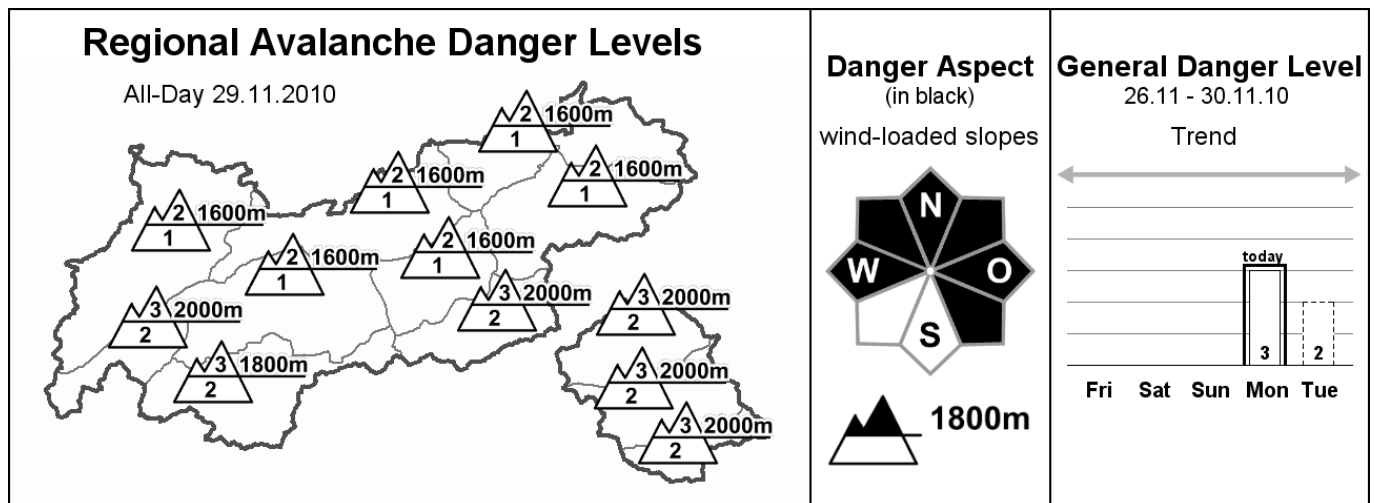 Regional Avalanche Danger Levels
All-Day 29.11.2010
2 1600m
1
2 1600m
1
2 1600m
1
2 1600m
1
2 1600m
1
2 1600m
1
3 2000m
2
3 2000m
2
3 2000m
2
3 1800m
2
3 2000m
2
3 2000m
2
Danger Aspect
(in black)
wind-loaded slopes
N
W O
S
1800m
General Danger Level
26.11 - 30.11.10
Trend
today
3 2
Fri Sat Sun Mon Tue